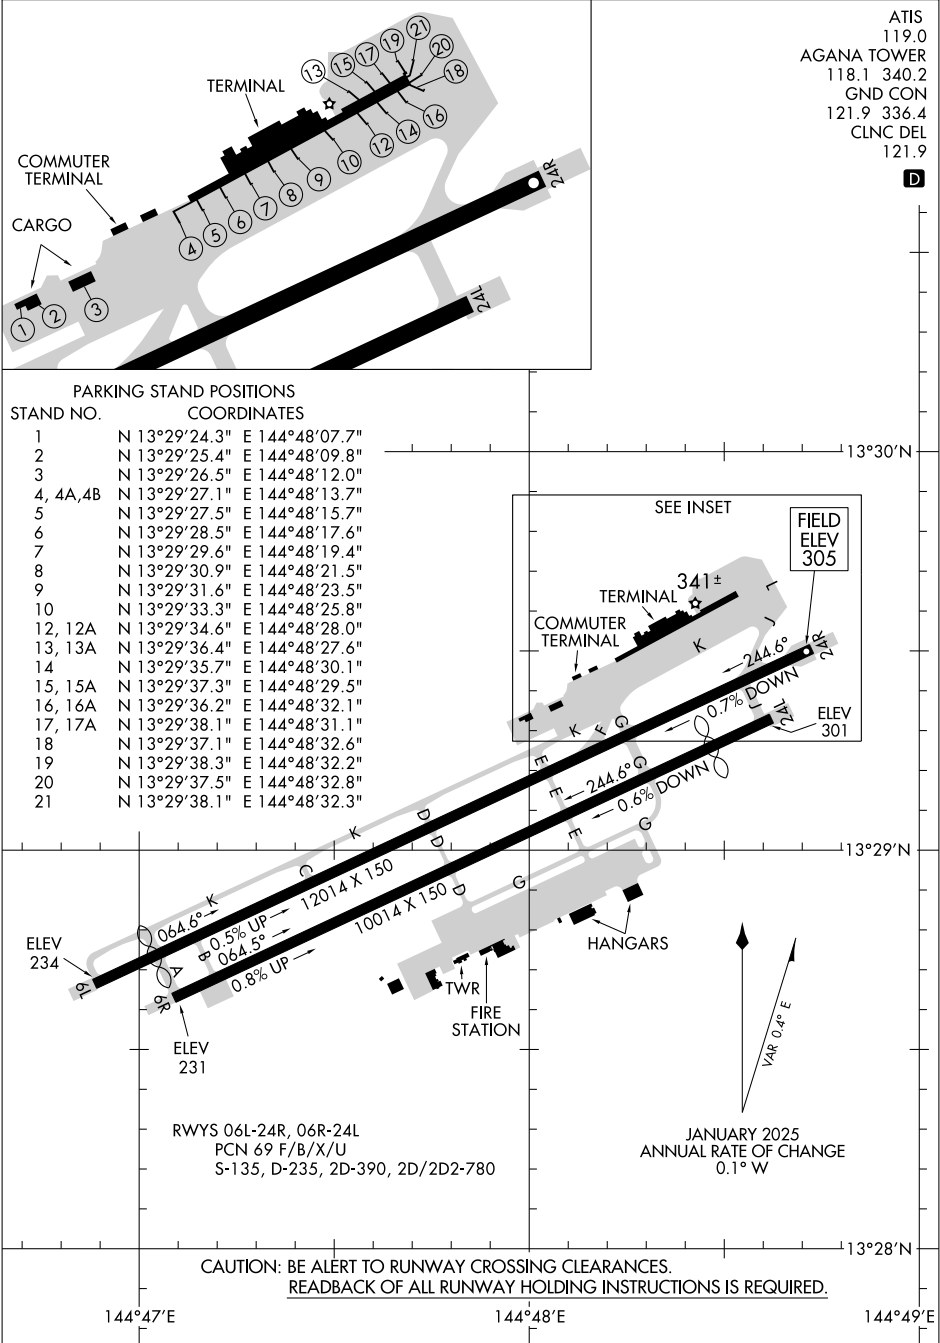 ATIS
119.0
AGANA TOWER
118.1 340.2
GND CON
121.9 336.4
CLNC DEL
121.9
D
TERMINAL
COMMUTER
TERMINAL
CARGO
1
2
3
4
5
6
7
8
9
10
12
14
16
18
20
21
19
17
15
13
24R
24L
PARKING STAND POSITIONS
STAND NO. COORDINATES
1 N 13°29'24.3" E 144°48'07.7"
2 N 13°29'25.4" E 144°48'09.8"
3 N 13°29'26.5" E 144°48'12.0"
4, 4A,4B N 13°29'27.1" E 144°48'13.7"
5 N 13°29'27.5" E 144°48'15.7"
6 N 13°29'28.5" E 144°48'17.6"
7 N 13°29'29.6" E 144°48'19.4"
8 N 13°29'30.9" E 144°48'21.5"
9 N 13°29'31.6" E 144°48'23.5"
10 N 13°29'33.3" E 144°48'25.8"
12, 12A N 13°29'34.6" E 144°48'28.0"
13, 13A N 13°29'36.4" E 144°48'27.6"
14 N 13°29'35.7" E 144°48'30.1"
15, 15A N 13°29'37.3" E 144°48'29.5"
16, 16A N 13°29'36.2" E 144°48'32.1"
17, 17A N 13°29'38.1" E 144°48'31.1"
18 N 13°29'37.1" E 144°48'32.6"
19 N 13°29'38.3" E 144°48'32.2"
20 N 13°29'37.5" E 144°48'32.8"
21 N 13°29'38.1" E 144°48'32.3"
13°30'N
SEE INSET
FIELD
ELEV
305
341±
TERMINAL
COMMUTER
TERMINAL
L
J
K
24R
244.6°
0.7% DOWN
J
24L
ELEV
301
K
F
G
E
G
E
244.6°
0.6% DOWN
E
G
D
D
D
G
K
C
K
13°29'N
12014 X 150
10014 X 150
064.6°
0.5% UP
064.5°
0.8% UP
A
B
ELEV
234
6L
6R
ELEV
231
HANGARS
TWR
FIRE
STATION
VAR 0.4° E
JANUARY 2025
ANNUAL RATE OF CHANGE
0.1° W
RWYS 06L-24R, 06R-24L
PCN 69 F/B/X/U
S-135, D-235, 2D-390, 2D/2D2-780
13°28'N
CAUTION: BE ALERT TO RUNWAY CROSSING CLEARANCES.
READBACK OF ALL RUNWAY HOLDING INSTRUCTIONS IS REQUIRED.
144°47'E
144°48'E
144°49'E